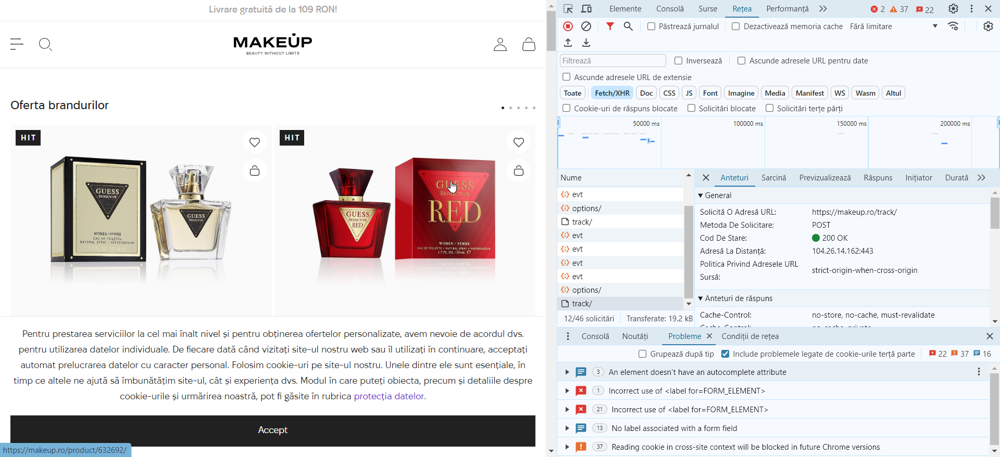 Livrare gratuită de la 109 RON!
MAKEUP
BEAUTY WITHOUT LIMITS
Oferta brandurilor
HIT
GUESS
SEDUCTIVE
WOMEN / FEMME
EAU DE TOILETTE
NATURAL SPRAY • VAPORISATEUR
1.7 FL. OZ./50 mL ℮
GUESS
SEDUCTIVE
HIT
GUESS
SEDUCTIVE
RED
GUESS
SEDUCTIVE
RED
WOMEN / FEMME
EAU DE TOILETTE • NATURAL SPRAY • VAPORISATEUR
1.7 FL. OZ./50 mL ℮
Pentru prestarea serviciilor la cel mai înalt nivel și pentru obținerea ofertelor personalizate, avem nevoie de acordul dvs.
pentru utilizarea datelor individuale. De fiecare dată când vizitați site-ul nostru web sau îl utilizați în continuare, acceptați
automat prelucrarea datelor cu caracter personal. Folosim cookie-uri pe site-ul nostru. Unele dintre ele sunt esențiale, în
timp ce altele ne ajută să îmbunătățim site-ul, cât și experiența dvs. Modul în care puteți obiecta, precum și detaliile despre
cookie-urile și urmărirea noastră, pot fi găsite în rubrica protecția datelor.
Accept
https://makeup.ro/product/632692/
Elemente Consolă Surse Rețea Performanță 2 37 22
Păstrează jurnalul Dezactivează memoria cache Fără limitare
Filtrează Inversează Ascunde adresele URL pentru date
Ascunde adresele URL de extensie
Toate Fetch/XHR Doc CSS JS Font Imagine Media Manifest WS Wasm Altul
Cookie-uri de răspuns blocate Solicitări blocate Solicitări terțe părți
50000 ms 100000 ms 150000 ms 200000 ms
Nume
evt
options/
track/
evt
evt
evt
evt
options/
track/
12/46 solicitări Transferate: 19.2 kB
Anteturi Sarcină Previzualizează Răspuns Inițiator Durată
General
Solicită O Adresă URL: https://makeup.ro/track/
Metoda De Solicitare: POST
Cod De Stare: 200 OK
Adresă La Distanță: 104.26.14.162:443
Politica Privind Adresele URL
Sursă: strict-origin-when-cross-origin
Anteturi de răspuns
Cache-Control: no-store, no-cache, must-revalidate
Cache-Control: no-cache, private
Consolă Noutăți Probleme Condiții de rețea
Grupează după tip Include problemele legate de cookie-urile terță parte 22 37 16
3 An element doesn't have an autocomplete attribute
1 Incorrect use of <label for=FORM_ELEMENT>
21 Incorrect use of <label for=FORM_ELEMENT>
13 No label associated with a form field
37 Reading cookie in cross-site context will be blocked in future Chrome versions